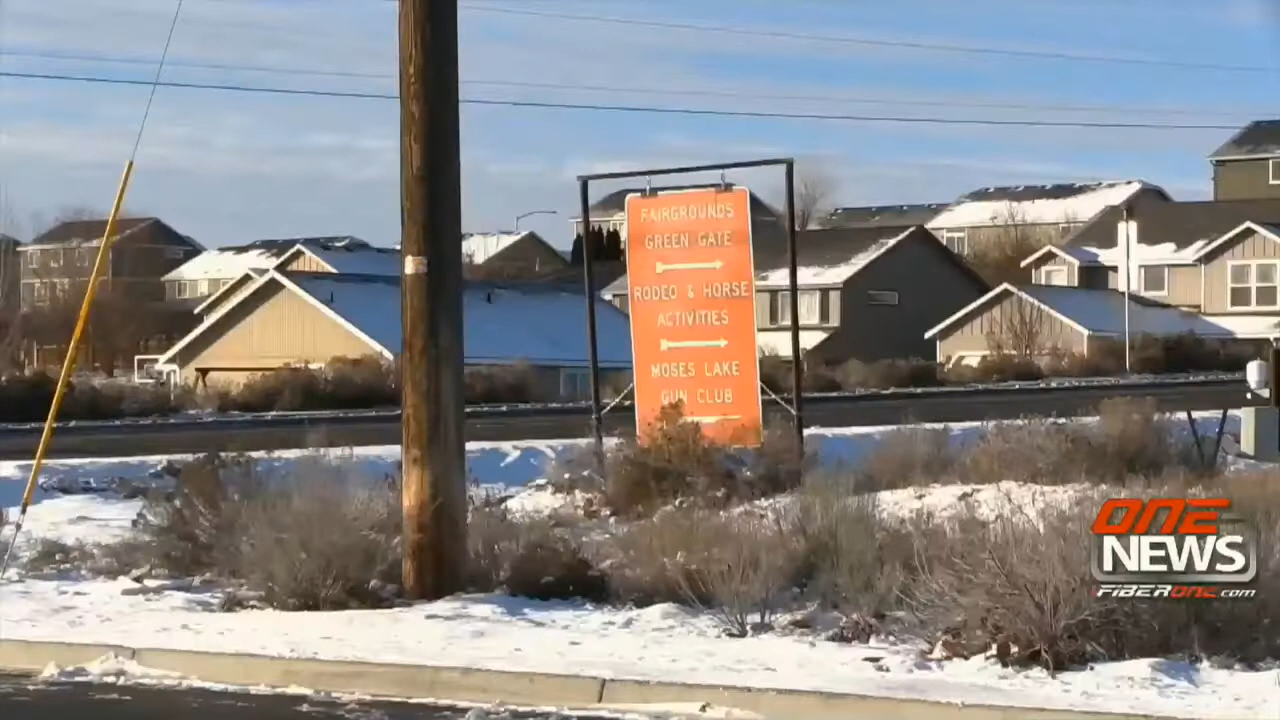 FAIRGROUNDS
GREEN GATE
RODEO & HORSE
ACTIVITIES
MOSES LAKE
GUN CLUB
ONE
NEWS
FIBERONE.com